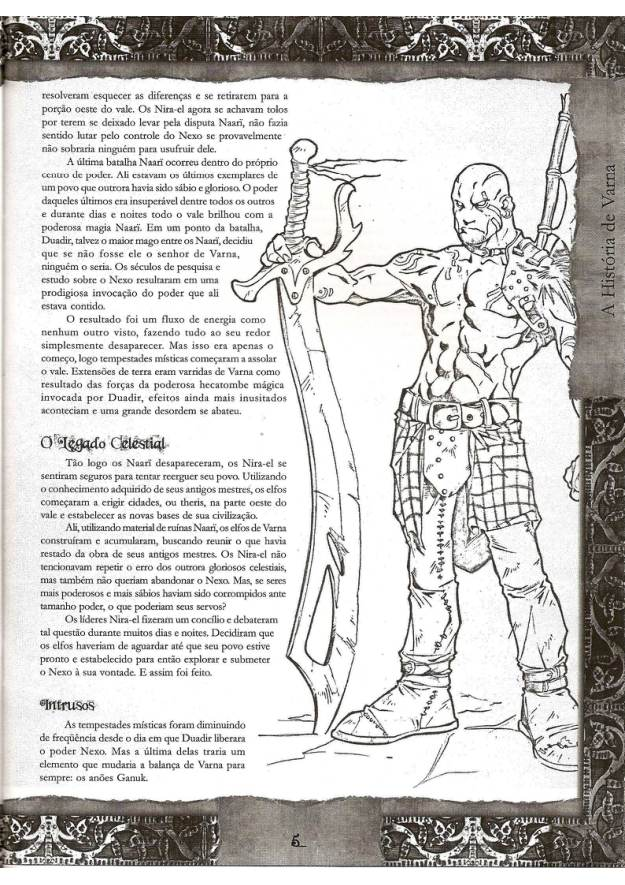 resolveram esquecer as diferenças e se retirarem para a
porção oeste do vale. Os Nira-el agora se achavam tolos
por terem se deixado levar pela disputa Naarï, não fazia
sentido lutar pelo controle do Nexo se provavelmente
não sobraria ninguém para usufruir dele.
A última batalha Naarï ocorreu dentro do próprio
centro de poder. Ali estavam os últimos exemplares de
um povo que outrora havia sido sábio e glorioso. O poder
daqueles últimos era insuperável dentre todos os outros
e durante dias e noites todo o vale brilhou com a
poderosa magia Naarï. Em um ponto da batalha,
Duadir, talvez o maior mago entre os Naarï, decidiu
que se não fosse ele o senhor de Varna,
ninguém o seria. Os séculos de pesquisa e
estudo sobre o Nexo resultaram em uma
prodigiosa invocação do poder que ali
estava contido.
O resultado foi um fluxo de energia como
nenhum outro visto, fazendo tudo ao seu redor
simplesmente desaparecer. Mas isso era apenas o
começo, logo tempestades místicas começaram a assolar
o vale. Extensões de terra eram varridas de Varna como
resultado das forças da poderosa hecatombe mágica
invocada por Duadir, efeitos ainda mais inusitados
aconteciam e uma grande desordem se abateu.
O Legado Celestial
Tão logo os Naarï desapareceram, os Nira-el se
sentiram seguros para tentar reerguer seu povo. Utilizando
o conhecimento adquirido de seus antigos mestres, os elfos
começaram a erigir cidades, ou theris, na parte oeste do
vale e estabelecer as novas bases de sua civilização.
Ali, utilizando material de ruínas Naarï, os elfos de Varna
construíram e acumularam, buscando reunir o que havia
restado da obra de seus antigos mestres. Os Nira-el não
tencionavam repetir o erro dos outrora gloriosos celestiais,
mas também não queriam abandonar o Nexo. Mas, se seres
mais poderosos e mais sábios haviam sido corrompidos ante
tamanho poder, o que poderiam seus servos?
Os líderes Nira-el fizeram um concílio e debateram
tal questão durante muitos dias e noites. Decidiram que
os elfos haveriam de aguardar até que seu povo estive
pronto e estabelecido para então explorar e submeter
o Nexo à sua vontade. E assim foi feito.
Intrusos
As tempestades místicas foram diminuindo
de freqüência desde o dia em que Duadir liberara
o poder Nexo. Mas a última delas traria um
elemento que mudaria a balança de Varna para
sempre: os anões Ganuk.
A História de Varna
5